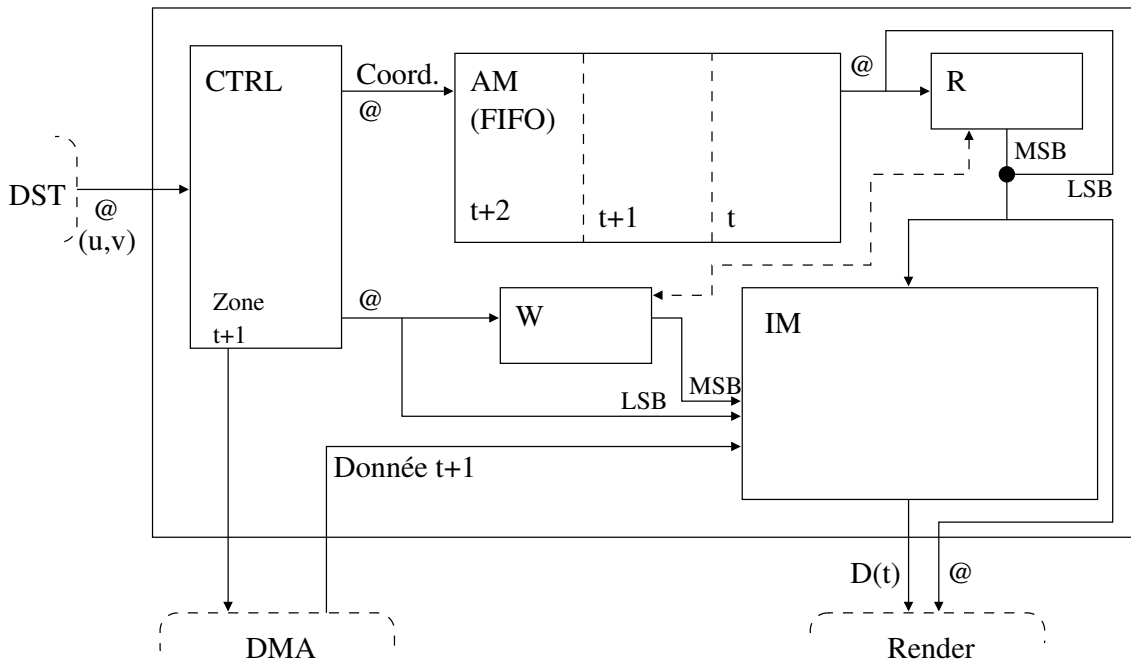 CTRL
Coord.
@
AM
(FIFO)
@
R
MSB
LSB
DST
@
(u,v)
t+2
t+1
t
Zone
t+1
@
W
IM
MSB
LSB
Donnée t+1
D(t)
@
DMA
Render